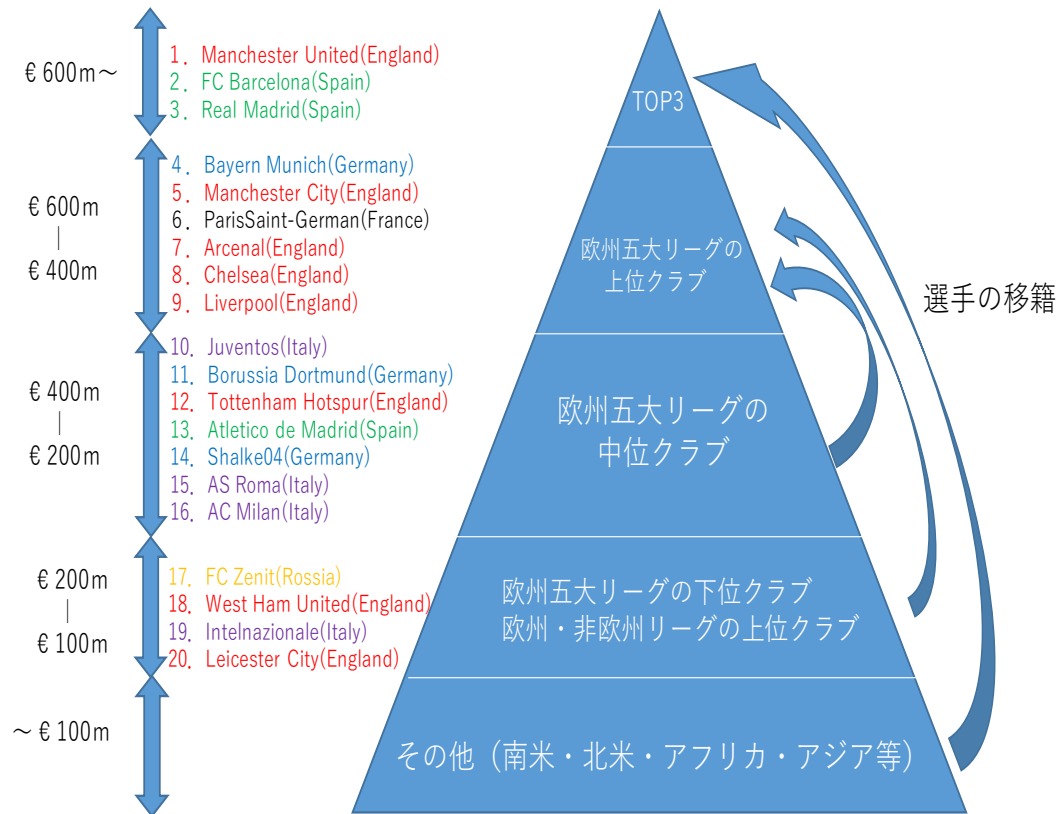 € 600m～
1. Manchester United(England)
2. FC Barcelona(Spain)
3. Real Madrid(Spain)
€ 600m
｜
€ 400m
4. Bayern Munich(Germany)
5. Manchester City(England)
6. ParisSaint-German(France)
7. Arcenal(England)
8. Chelsea(England)
9. Liverpool(England)
€ 400m
｜
€ 200m
10. Juventos(Italy)
11. Borussia Dortmund(Germany)
12. Tottenham Hotspur(England)
13. Atletico de Madrid(Spain)
14. Shalke04(Germany)
15. AS Roma(Italy)
16. AC Milan(Italy)
€ 200m
｜
€ 100m
17. FC Zenit(Rossia)
18. West Ham United(England)
19. Intelnazionale(Italy)
20. Leicester City(England)
～ € 100m
TOP3
欧州五大リーグの
上位クラブ
欧州五大リーグの
中位クラブ
欧州五大リーグの下位クラブ
欧州・非欧州リーグの上位クラブ
その他（南米・北米・アフリカ・アジア等）
選手の移籍